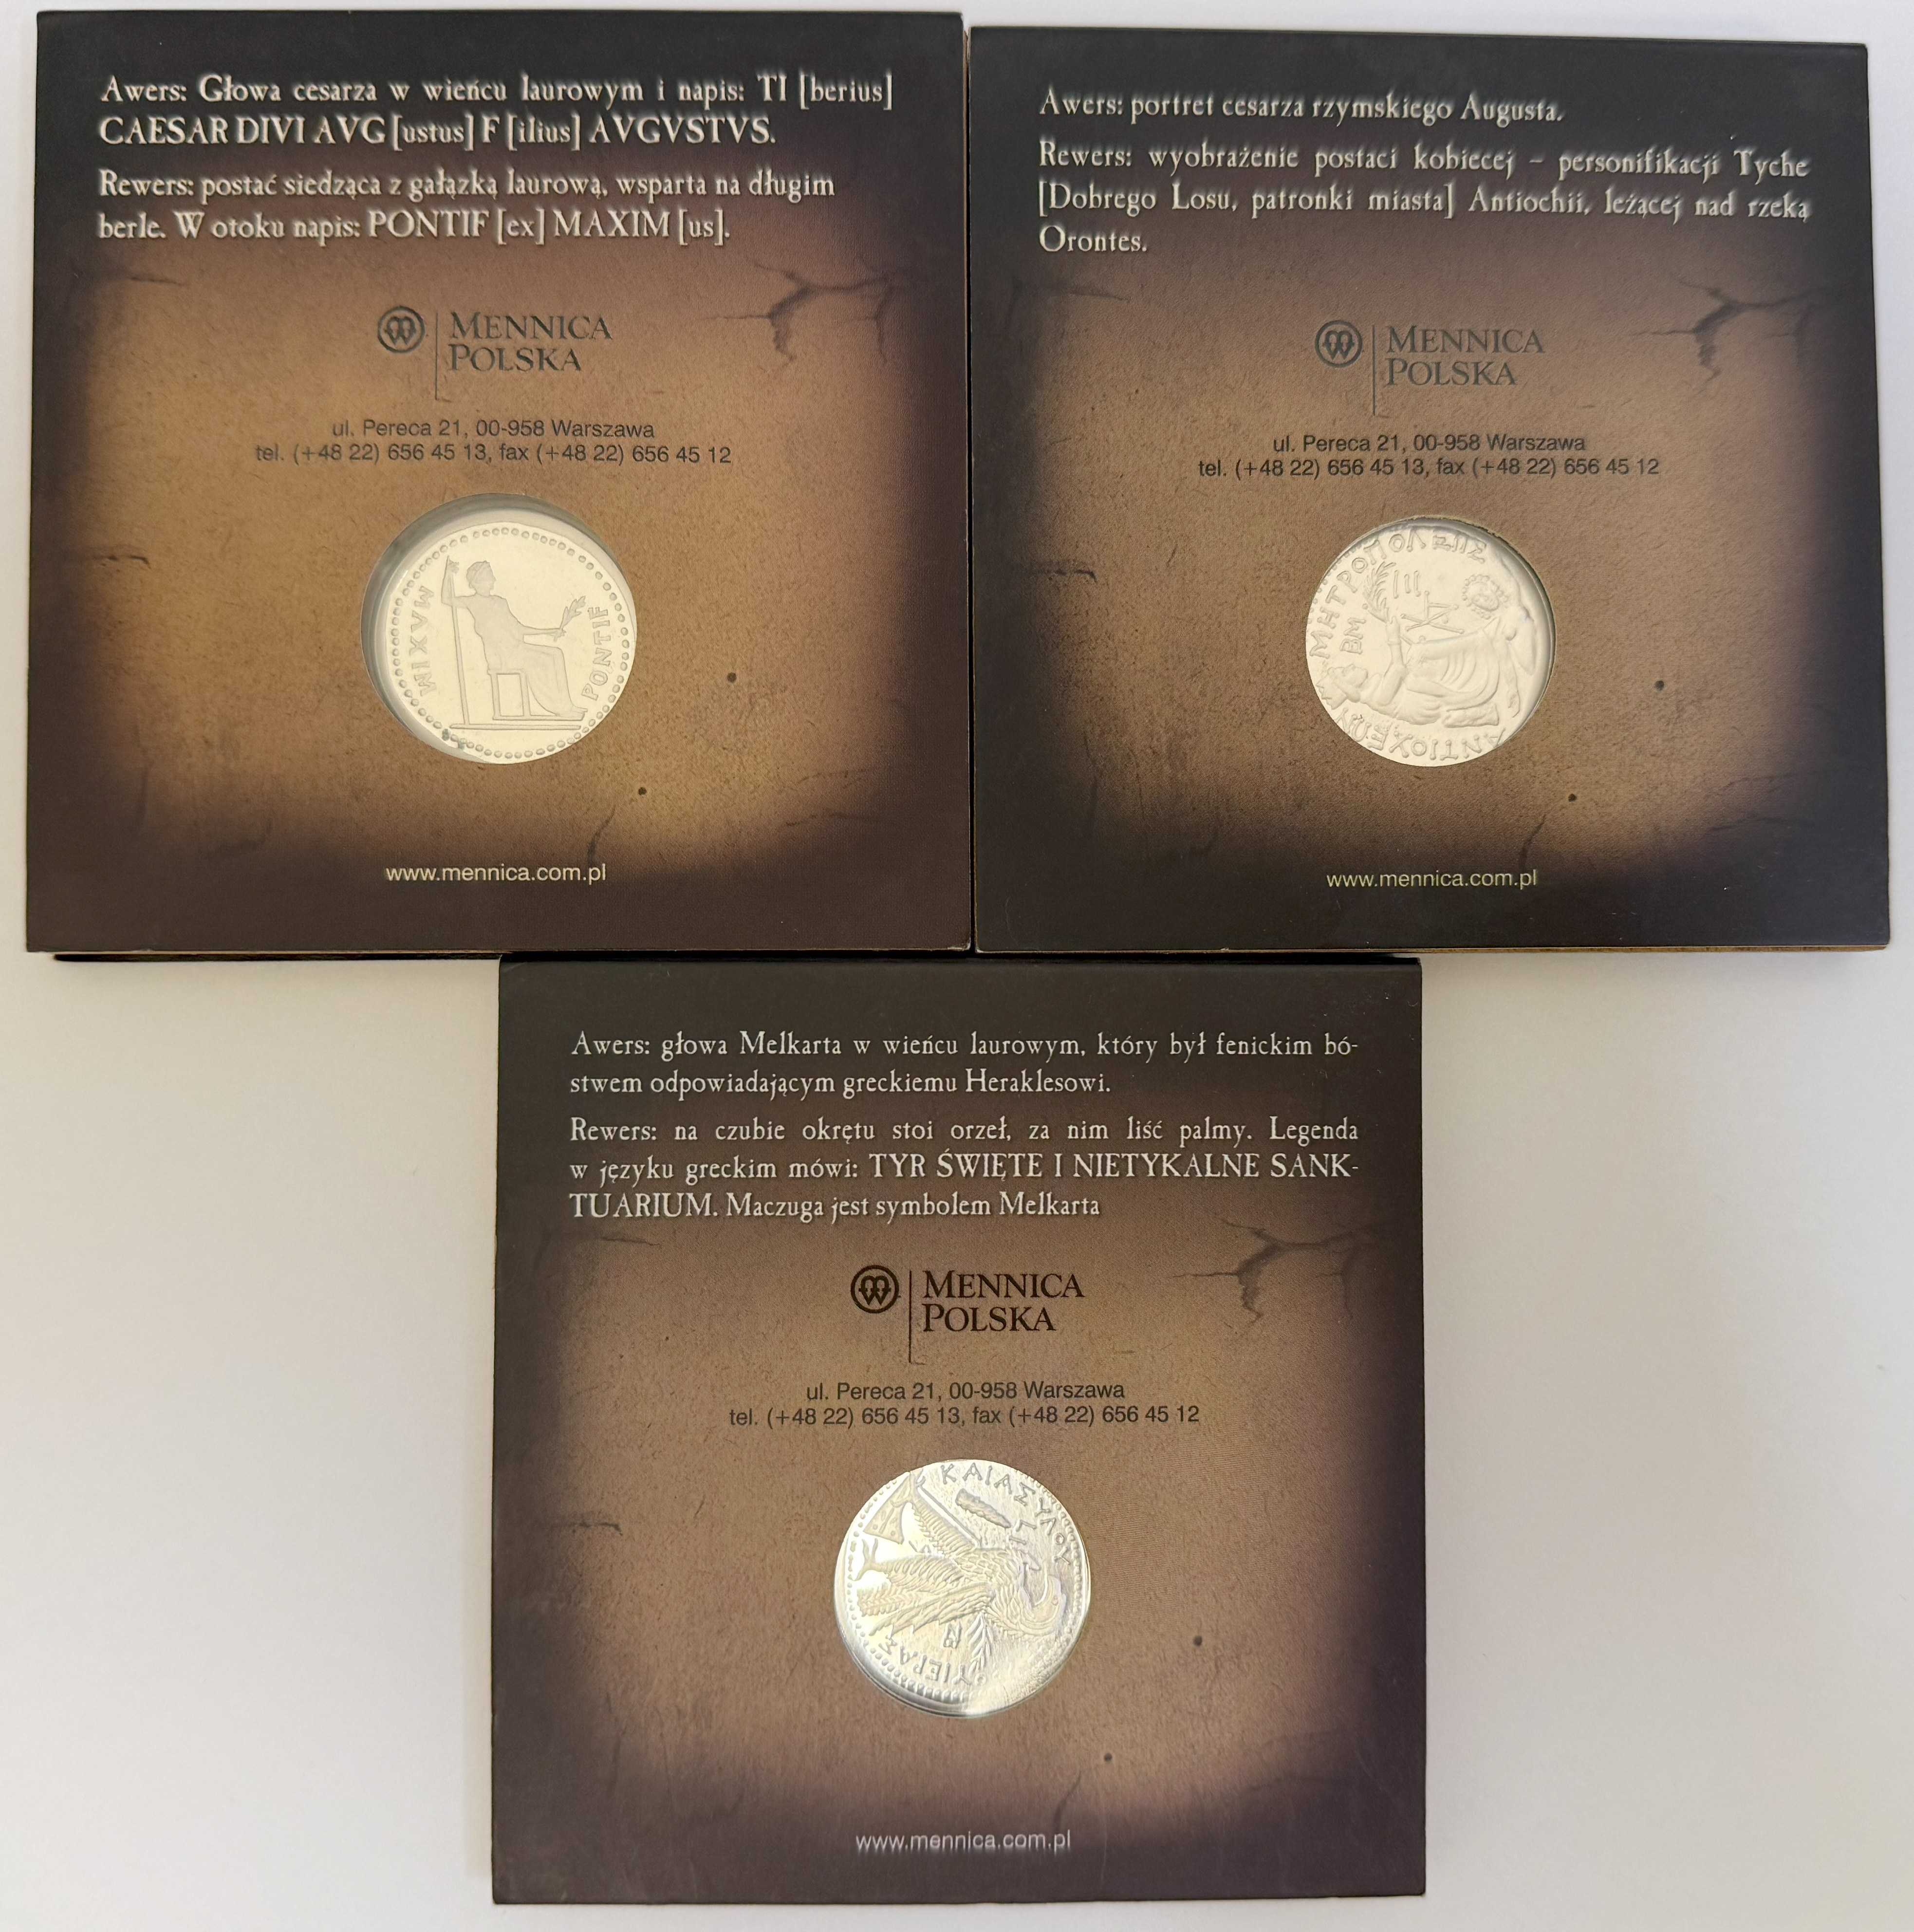 Awers: Głowa cesarza w wieńcu laurowym i napis: TI [berius]
CAESAR DIVI AVG [ustus] F [ilius] AVGVSTVS.
Rewers: postać siedząca z gałązką laurową, wsparta na długim
berle. W otoku napis: PONTIF [ex] MAXIM [us].
MENNICA
POLSKA
ul. Pereca 21, 00-958 Warszawa
tel. (+48 22) 656 45 13, fax (+48 22) 656 45 12
MAXIM
PONTIF
www.mennica.com.pl
Awers: portret cesarza rzymskiego Augusta.
Rewers: wyobrażenie postaci kobiecej – personifikacji Tyche
[Dobrego Losu, patronki miasta] Antiochii, leżącej nad rzeką
Orontes.
MENNICA
POLSKA
ul. Pereca 21, 00-958 Warszawa
tel. (+48 22) 656 45 13, fax (+48 22) 656 45 12
ΜΗΤΡΟΠΟΛΕΩΣ
ΒΜ
ΑΝΤΙΟΧΕΩΝ
www.mennica.com.pl
Awers: głowa Melkarta w wieńcu laurowym, który był fenickim bó-
stwem odpowiadającym greckiemu Heraklesowi.
Rewers: na czubie okrętu stoi orzeł, za nim liść palmy. Legenda
w języku greckim mówi: TYR ŚWIĘTE I NIETYKALNE SANK-
TUARIUM. Maczuga jest symbolem Melkarta
MENNICA
POLSKA
ul. Pereca 21, 00-958 Warszawa
tel. (+48 22) 656 45 13, fax (+48 22) 656 45 12
ΚΑΙΑΣΥΛΟΥ
ΙΕΡΑΣ
www.mennica.com.pl